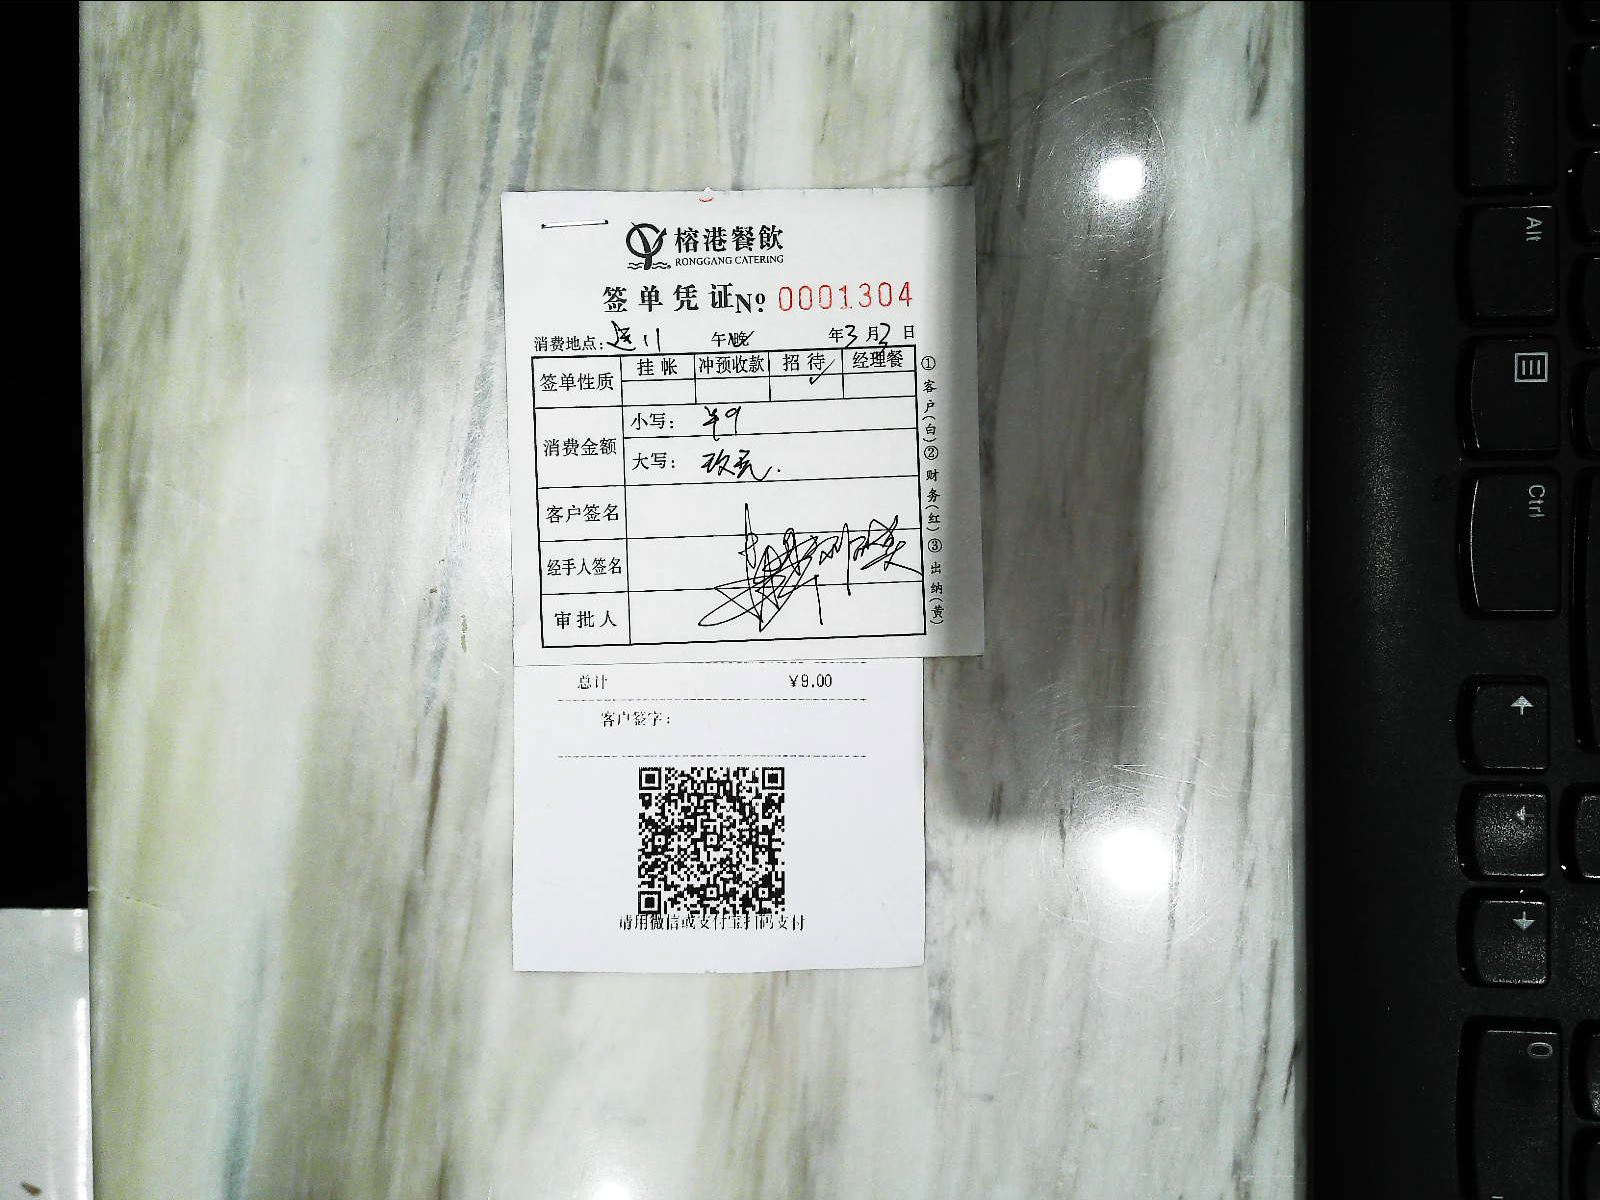 榕港餐飲
RONGGANG CATERING
签单凭证№ 0001304
消费地点： 午晚 年3月3日
签单性质 挂帐 冲预收款 招待 经理餐
消费金额 小写：￥9
大写：玖元.
客户签名
经手人签名
审批人
①客户(白)②财务(红)③出纳(黄)
总计 ¥9.00
客户签字：
请用微信或支付宝扫码支付
Alt
Ctrl
0